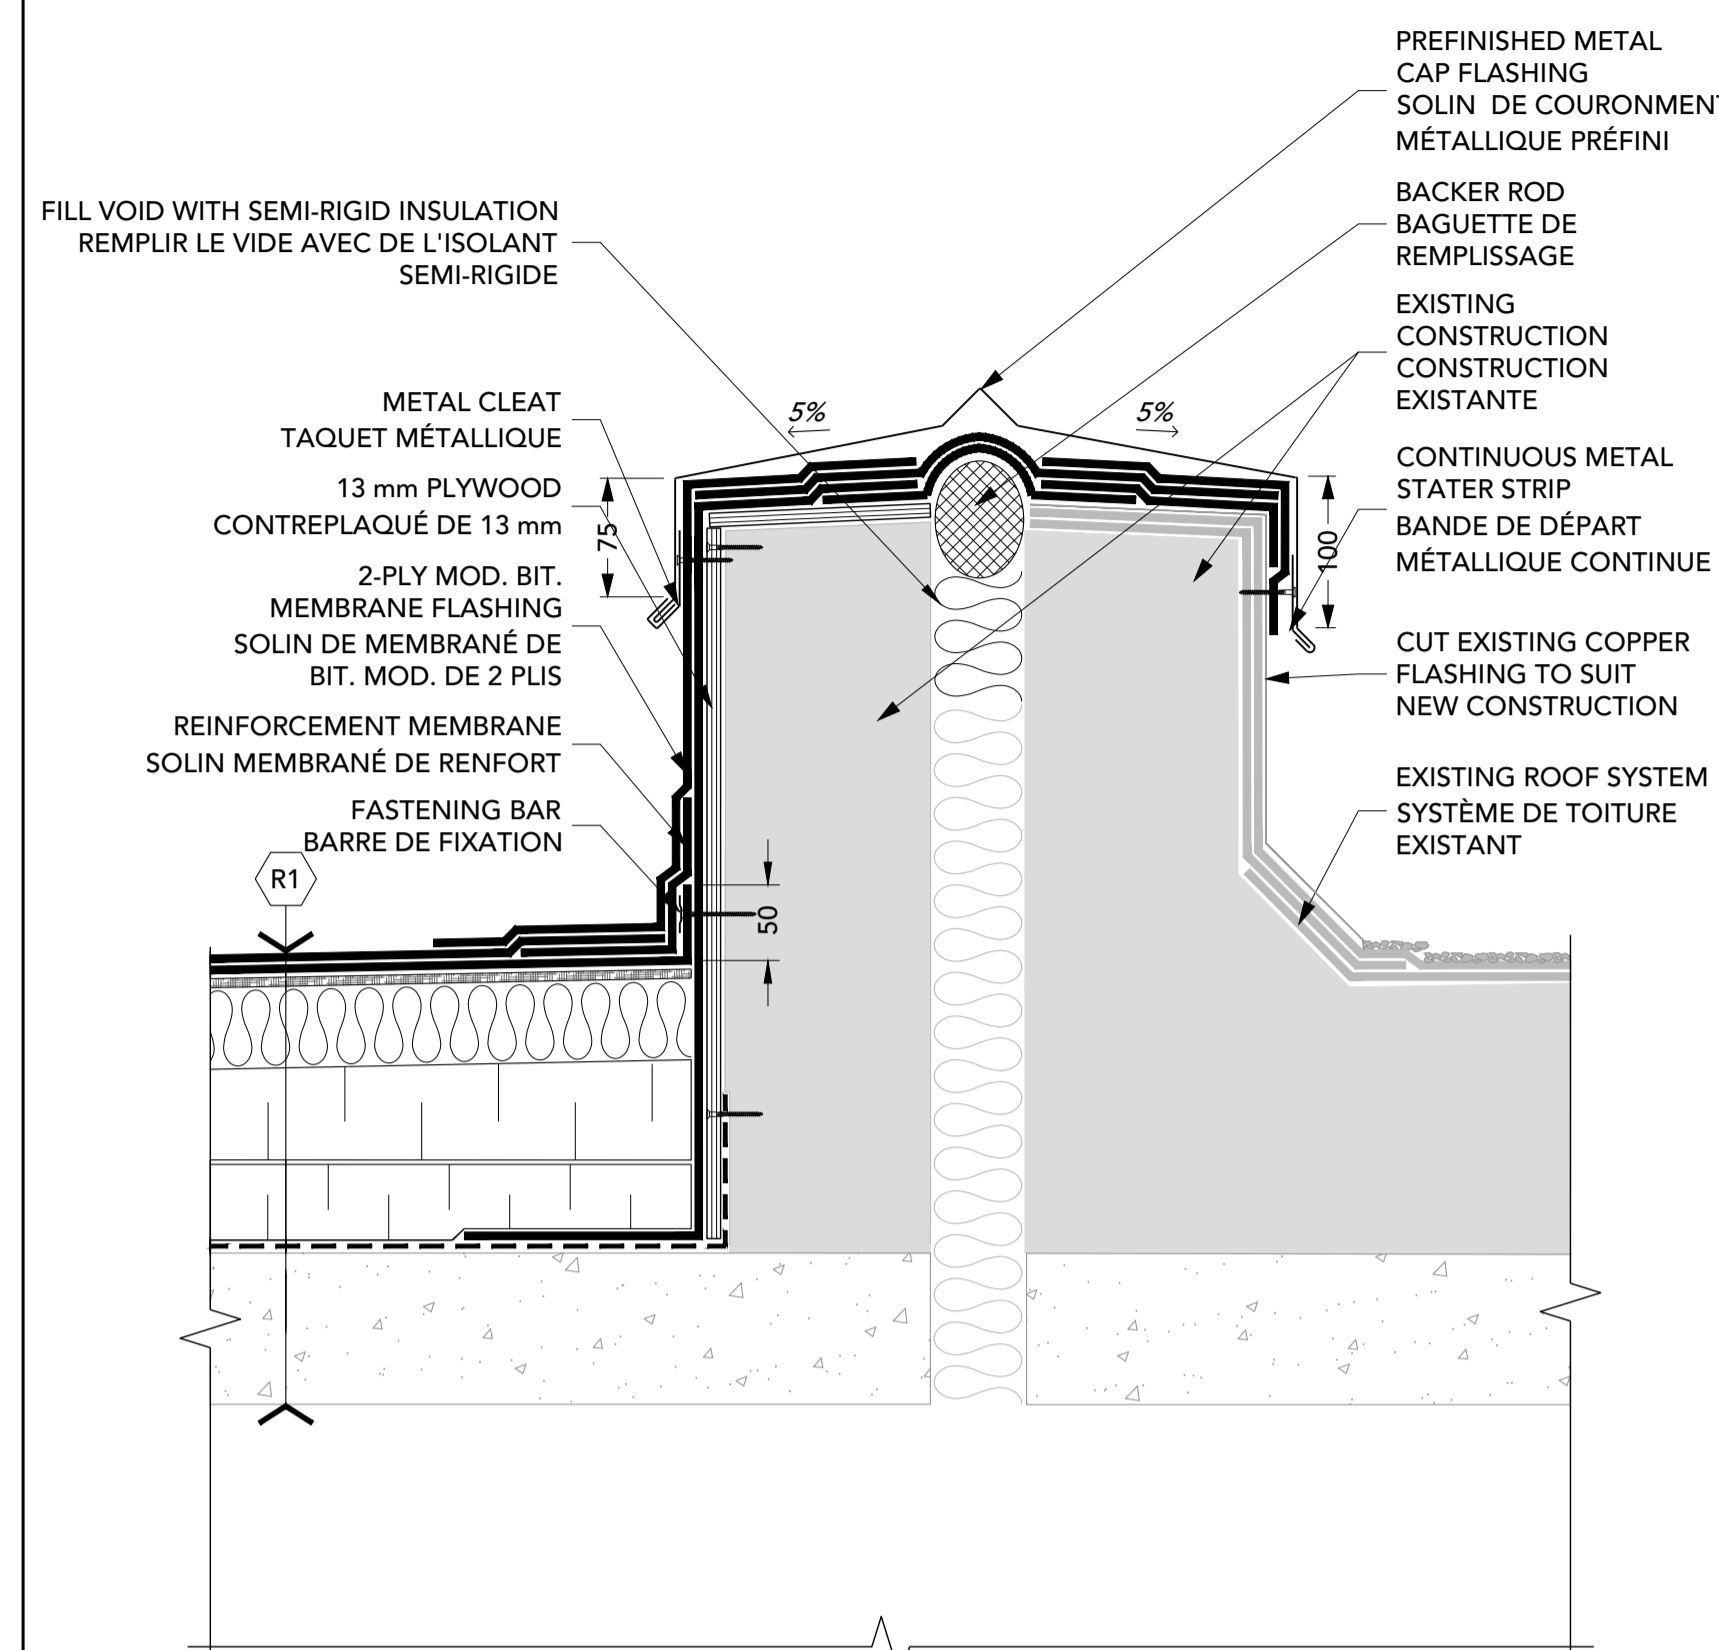 PREFINISHED METAL
CAP FLASHING
SOLIN DE COURONMENT
MÉTALLIQUE PRÉFINI
BACKER ROD
BAGUETTE DE
REMPLISSAGE
EXISTING
CONSTRUCTION
CONSTRUCTION
EXISTANTE
CONTINUOUS METAL
STATER STRIP
BANDE DE DÉPART
MÉTALLIQUE CONTINUE
CUT EXISTING COPPER
FLASHING TO SUIT
NEW CONSTRUCTION
EXISTING ROOF SYSTEM
SYSTÈME DE TOITURE
EXISTANT
FILL VOID WITH SEMI-RIGID INSULATION
REMPLIR LE VIDE AVEC DE L'ISOLANT
SEMI-RIGIDE
METAL CLEAT
TAQUET MÉTALLIQUE
13 mm PLYWOOD
CONTREPLAQUÉ DE 13 mm
2-PLY MOD. BIT.
MEMBRANE FLASHING
SOLIN DE MEMBRANÉ DE
BIT. MOD. DE 2 PLIS
REINFORCEMENT MEMBRANE
SOLIN MEMBRANÉ DE RENFORT
FASTENING BAR
BARRE DE FIXATION
R1
5%
5%
75
100
50